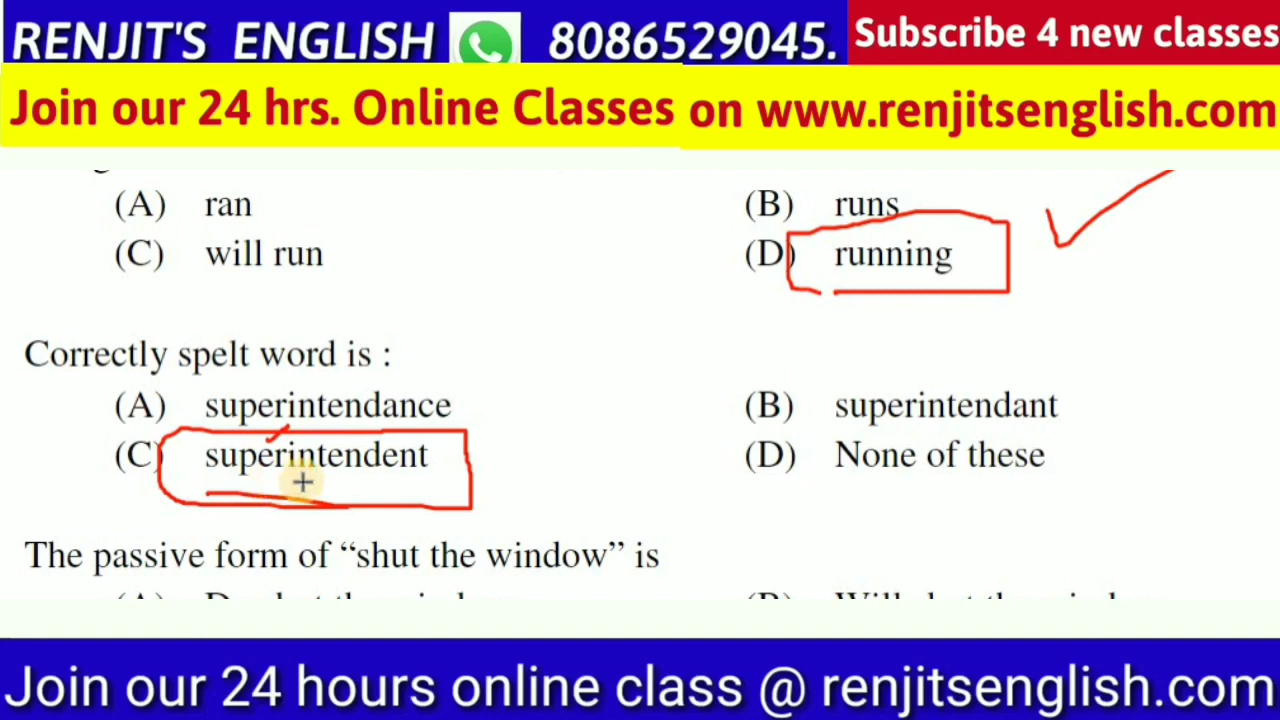 RENJIT'S ENGLISH 8086529045. Subscribe 4 new classes
Join our 24 hrs. Online Classes on www.renjitsenglish.com
(A) ran (B) runs
(C) will run (D) running
Correctly spelt word is :
(A) superintendance (B) superintendant
(C) superintendent (D) None of these
The passive form of “shut the window” is
Join our 24 hours online class @ renjitsenglish.com